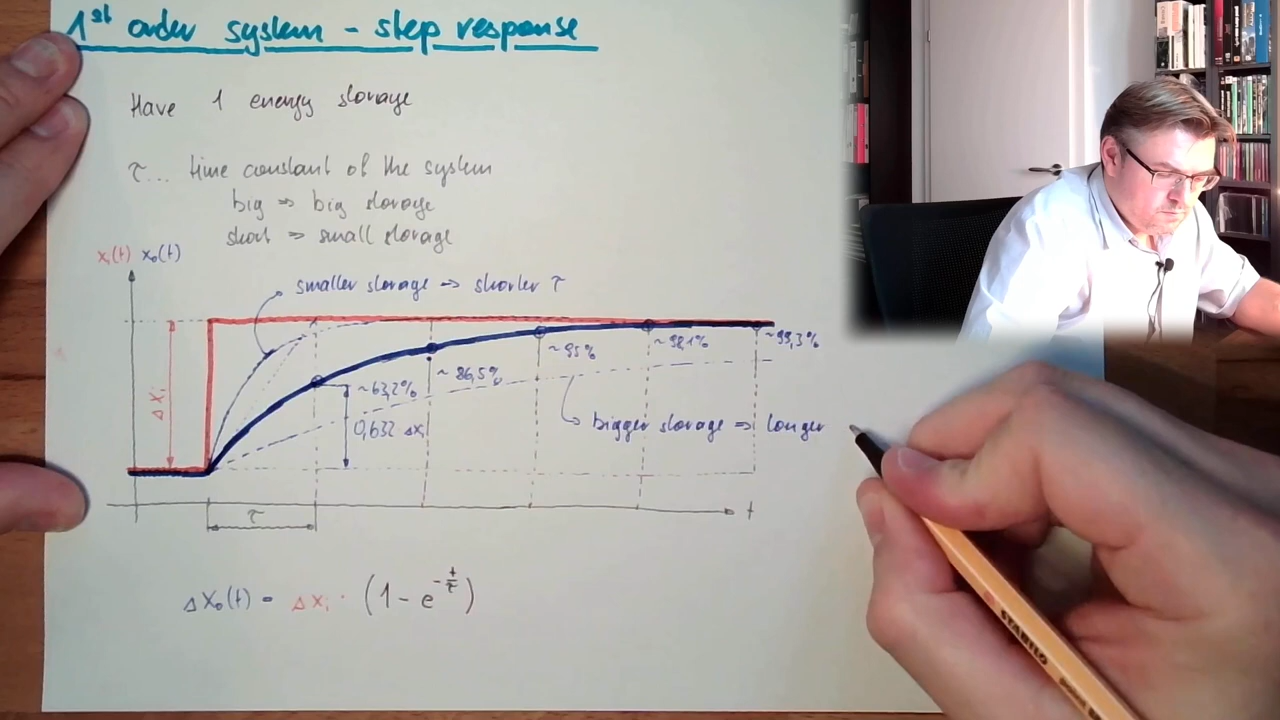 1st order system - step response
Have 1 energy storage
τ... time constant of the system
big ⇒ big storage
short ⇒ small storage
xi(t) xo(t)
smaller storage ⇒ shorter τ
Δxi
~63,2%
~86,5%
~95%
~98,1%
~99,3%
0,632 Δxi
bigger storage ⇒ longer
τ
t
Δxo(t) = Δxi · (1 - e^-t/τ)
STABILO